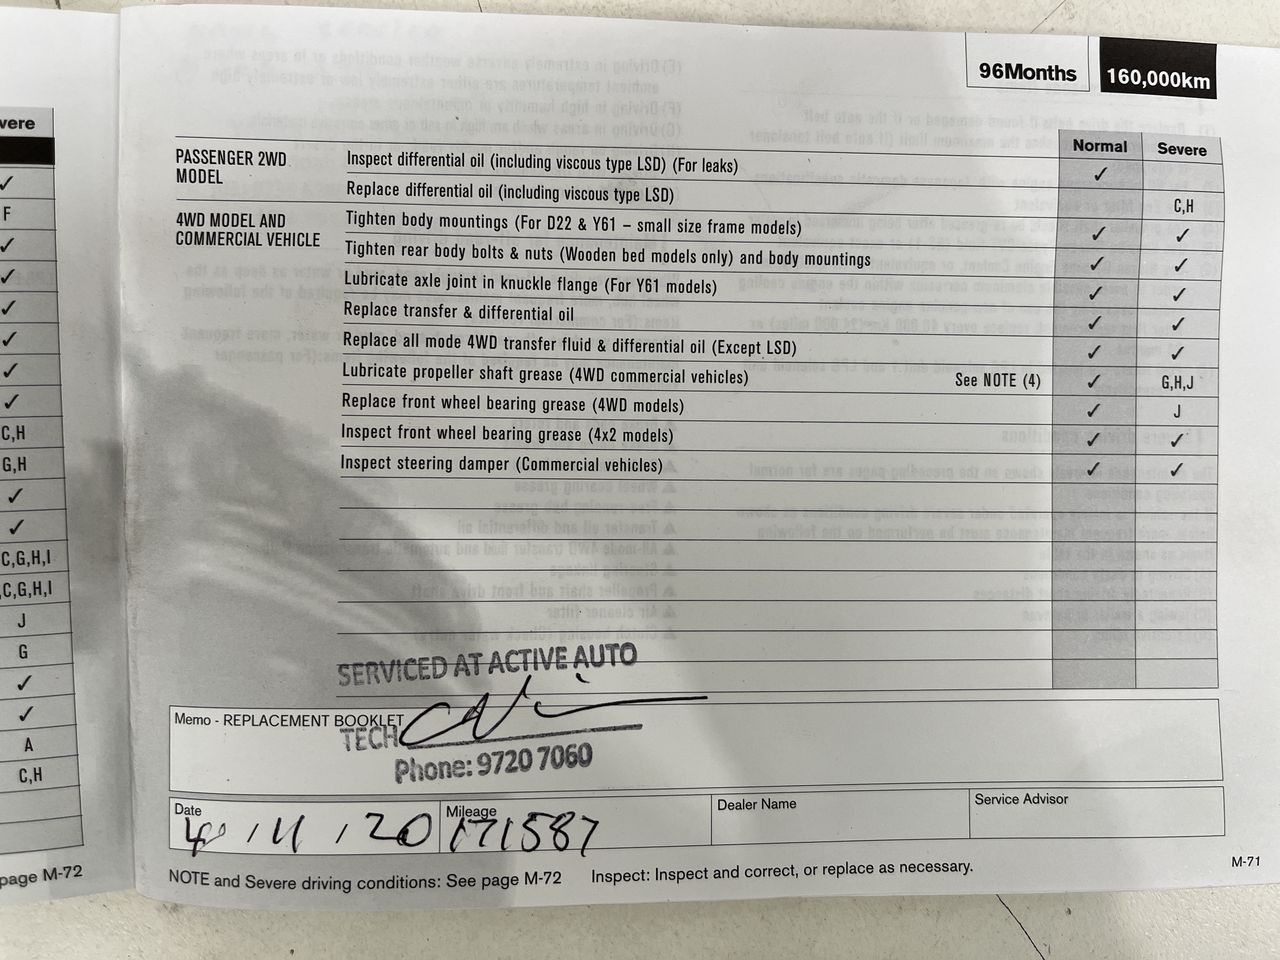 96Months 160,000km
vere
✓
F
✓
✓
✓
✓
✓
✓
C,H
G,H
✓
✓
C,G,H,I
C,G,H,I
J
G
✓
✓
A
C,H
page M-72
Normal Severe
PASSENGER 2WD MODEL
Inspect differential oil (including viscous type LSD) (For leaks) ✓
Replace differential oil (including viscous type LSD) C,H
4WD MODEL AND COMMERCIAL VEHICLE
Tighten body mountings (For D22 & Y61 – small size frame models) ✓ ✓
Tighten rear body bolts & nuts (Wooden bed models only) and body mountings ✓ ✓
Lubricate axle joint in knuckle flange (For Y61 models) ✓ ✓
Replace transfer & differential oil ✓ ✓
Replace all mode 4WD transfer fluid & differential oil (Except LSD) ✓ ✓
Lubricate propeller shaft grease (4WD commercial vehicles) See NOTE (4) ✓ G,H,J
Replace front wheel bearing grease (4WD models) ✓ J
Inspect front wheel bearing grease (4x2 models) ✓ ✓
Inspect steering damper (Commercial vehicles) ✓ ✓
SERVICED AT ACTIVE AUTO
Memo - REPLACEMENT BOOKLET
TECH
Phone: 9720 7060
Date Mileage Dealer Name Service Advisor
/ 11 / 20 171587
NOTE and Severe driving conditions: See page M-72 Inspect: Inspect and correct, or replace as necessary.
M-71